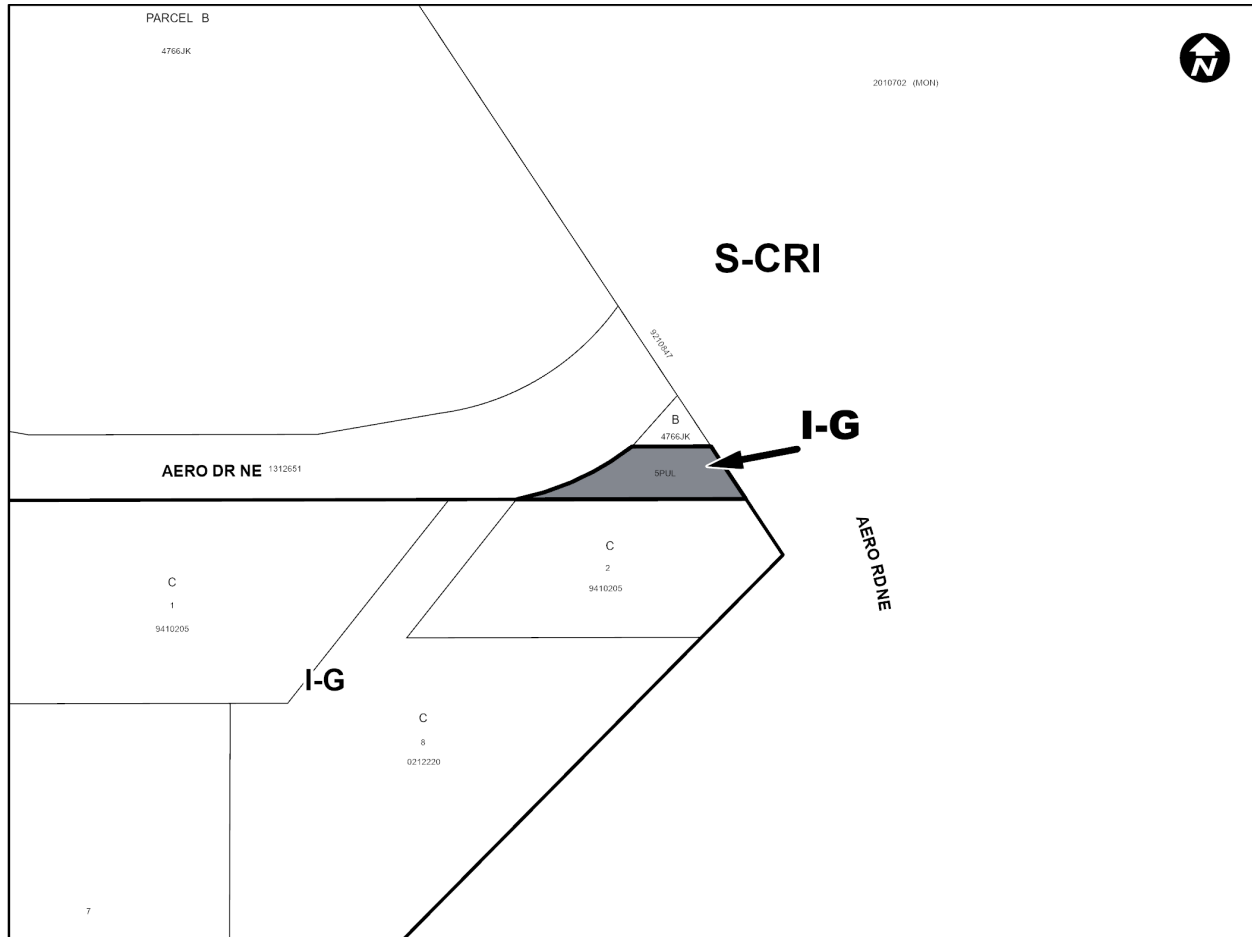 PARCEL B
4766JK
N
2010702 (MON)
S-CRI
9210847
B
4766JK
I-G
5PUL
AERO DR NE 1312651
AERO RD NE
C
2
9410205
C
1
9410205
I-G
C
8
0212220
7